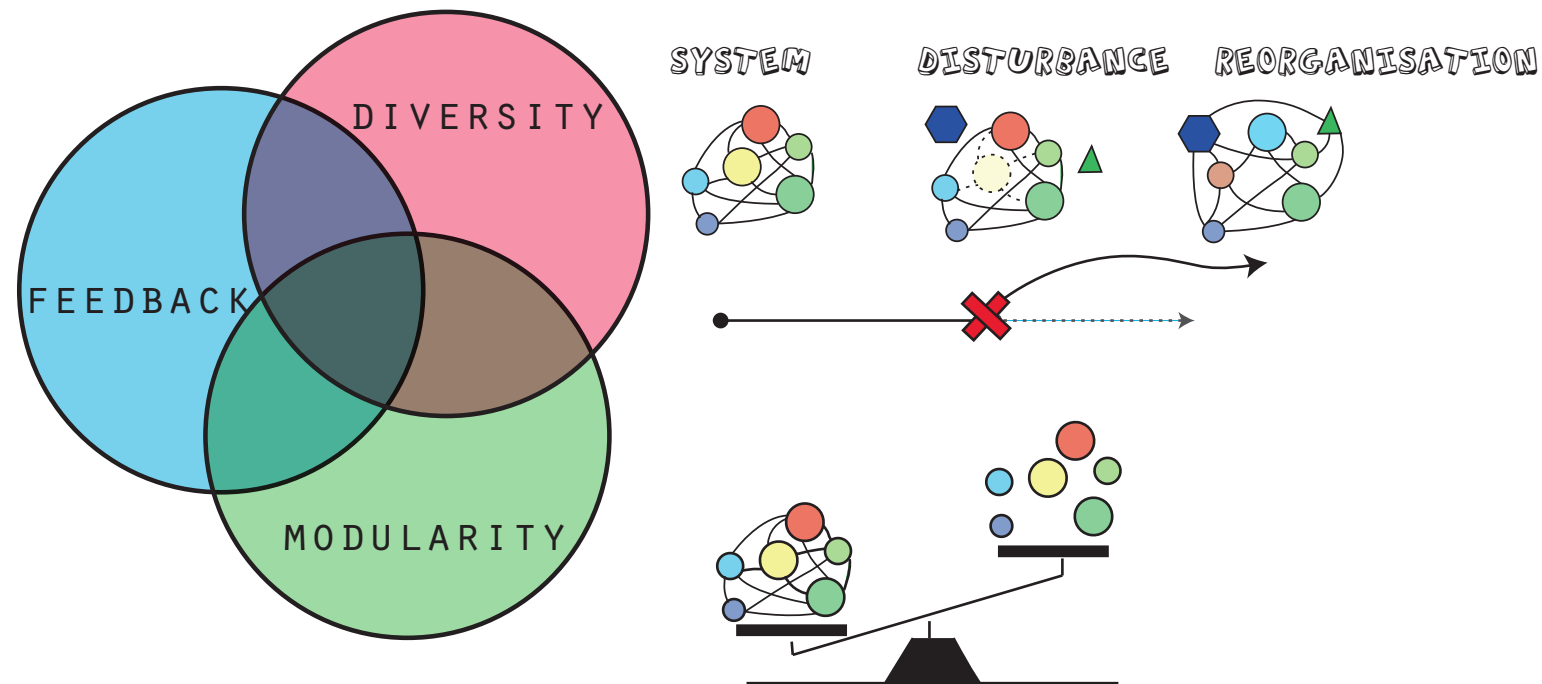 DIVERSITY
FEEDBACK
MODULARITY
SYSTEM
DISTURBANCE
REORGANISATION